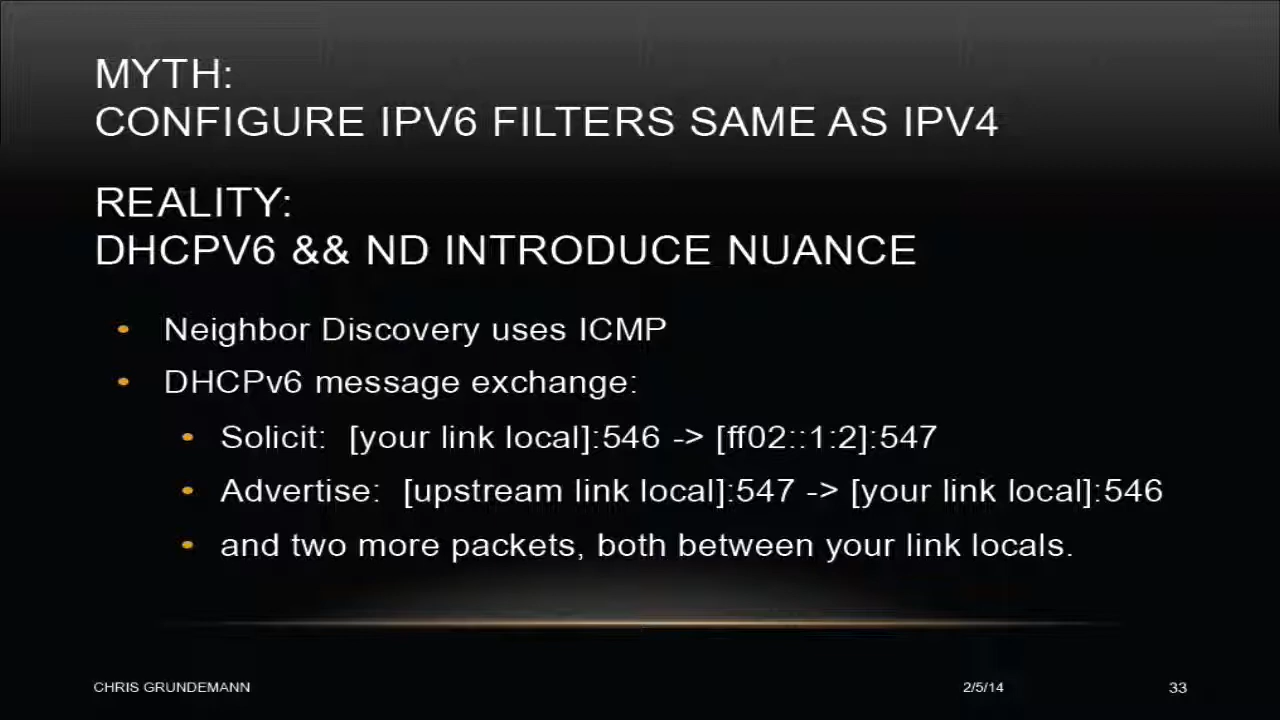 MYTH:
CONFIGURE IPV6 FILTERS SAME AS IPV4
REALITY:
DHCPV6 && ND INTRODUCE NUANCE
• Neighbor Discovery uses ICMP
• DHCPv6 message exchange:
• Solicit: [your link local]:546 -> [ff02::1:2]:547
• Advertise: [upstream link local]:547 -> [your link local]:546
• and two more packets, both between your link locals.
CHRIS GRUNDEMANN 2/5/14 33